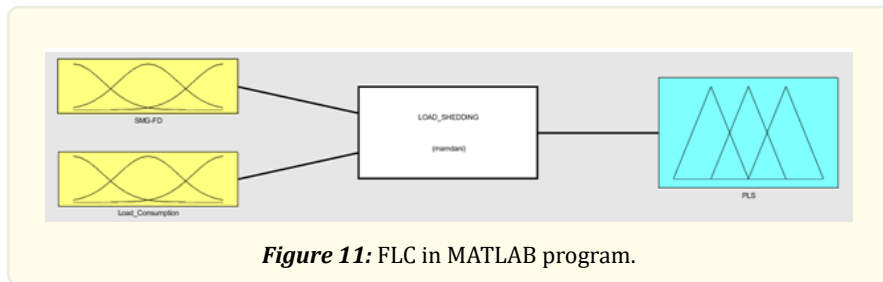 SMG-FD
Load_Consumption
LOAD_SHEDDING
(mamdani)
PLS
Figure 11: FLC in MATLAB program.